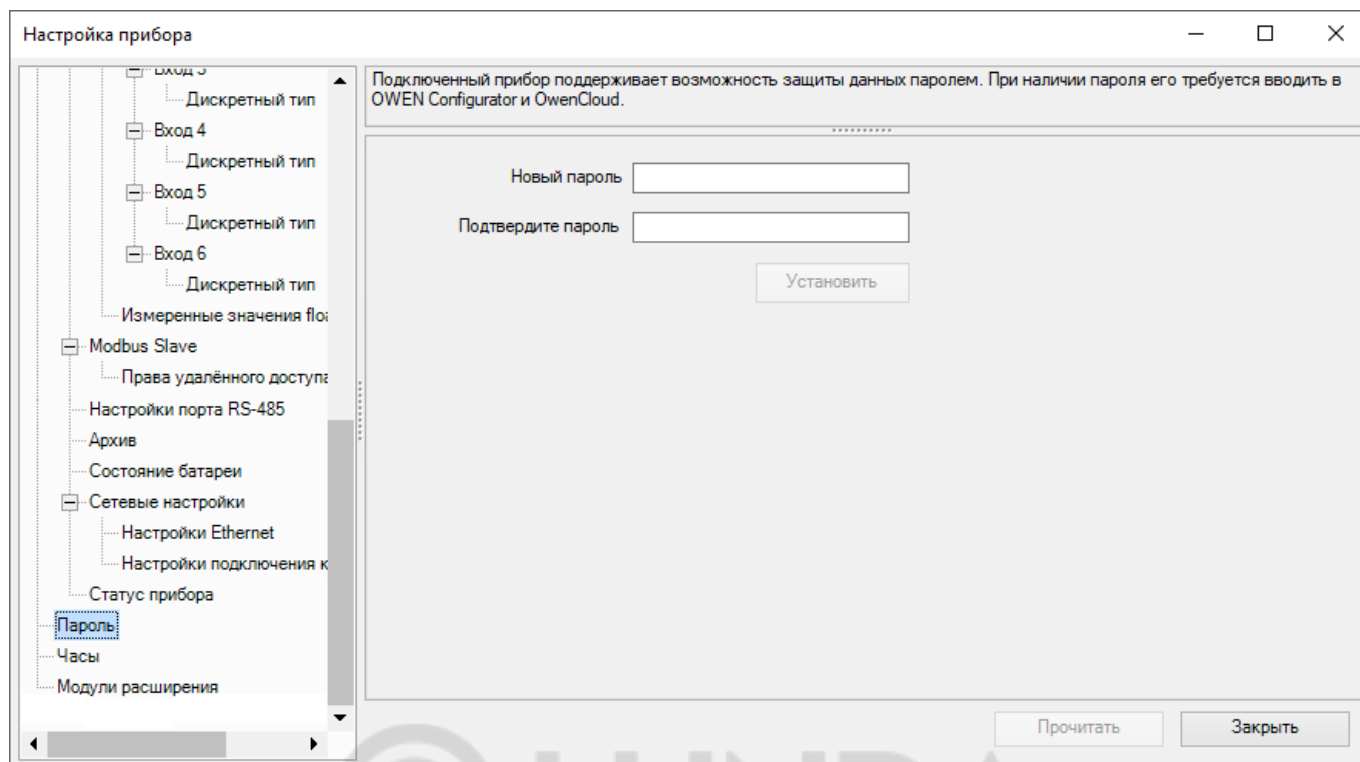 Настройка прибора
Вход 5
Дискретный тип
Вход 4
Дискретный тип
Вход 5
Дискретный тип
Вход 6
Дискретный тип
Измеренные значения floa
Modbus Slave
Права удалённого доступа
Настройки порта RS-485
Архив
Состояние батареи
Сетевые настройки
Настройки Ethernet
Настройки подключения к
Статус прибора
Пароль
Часы
Модули расширения
Подключенный прибор поддерживает возможность защиты данных паролем. При наличии пароля его требуется вводить в
OWEN Configurator и OwenCloud.
Новый пароль
Подтвердите пароль
Установить
Прочитать
Закрыть